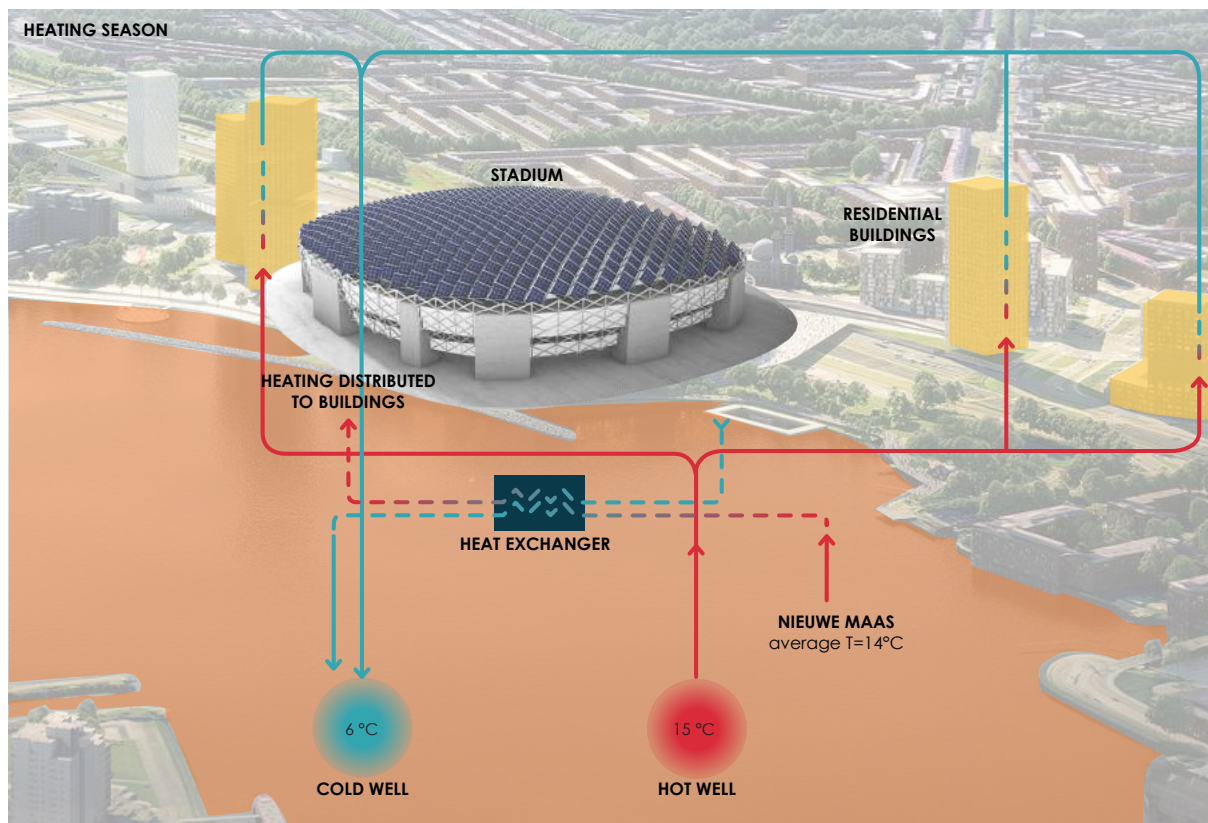 HEATING SEASON
STADIUM
RESIDENTIAL
BUILDINGS
HEATING DISTRIBUTED
TO BUILDINGS
HEAT EXCHANGER
NIEUWE MAAS
average T=14°C
6 °C
15 °C
COLD WELL
HOT WELL